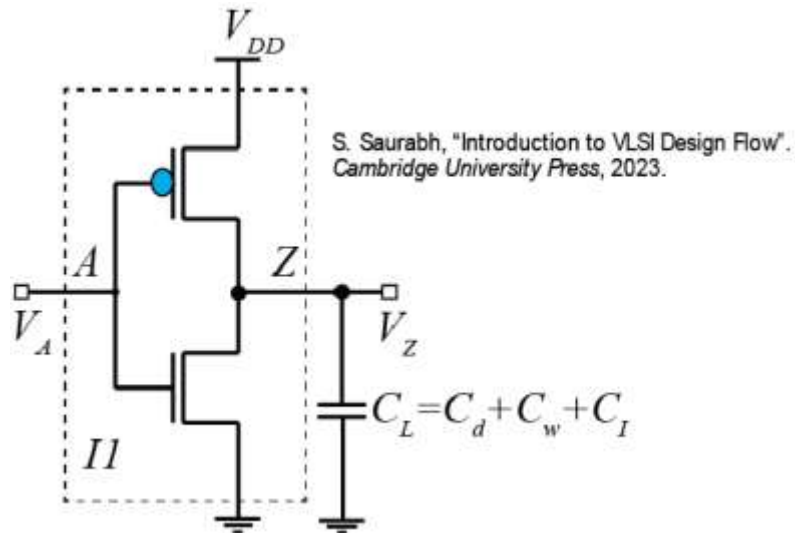 V_DD
S. Saurabh, "Introduction to VLSI Design Flow".
Cambridge University Press, 2023.
A
Z
V_A
V_Z
C_L=C_d+C_w+C_I
I1